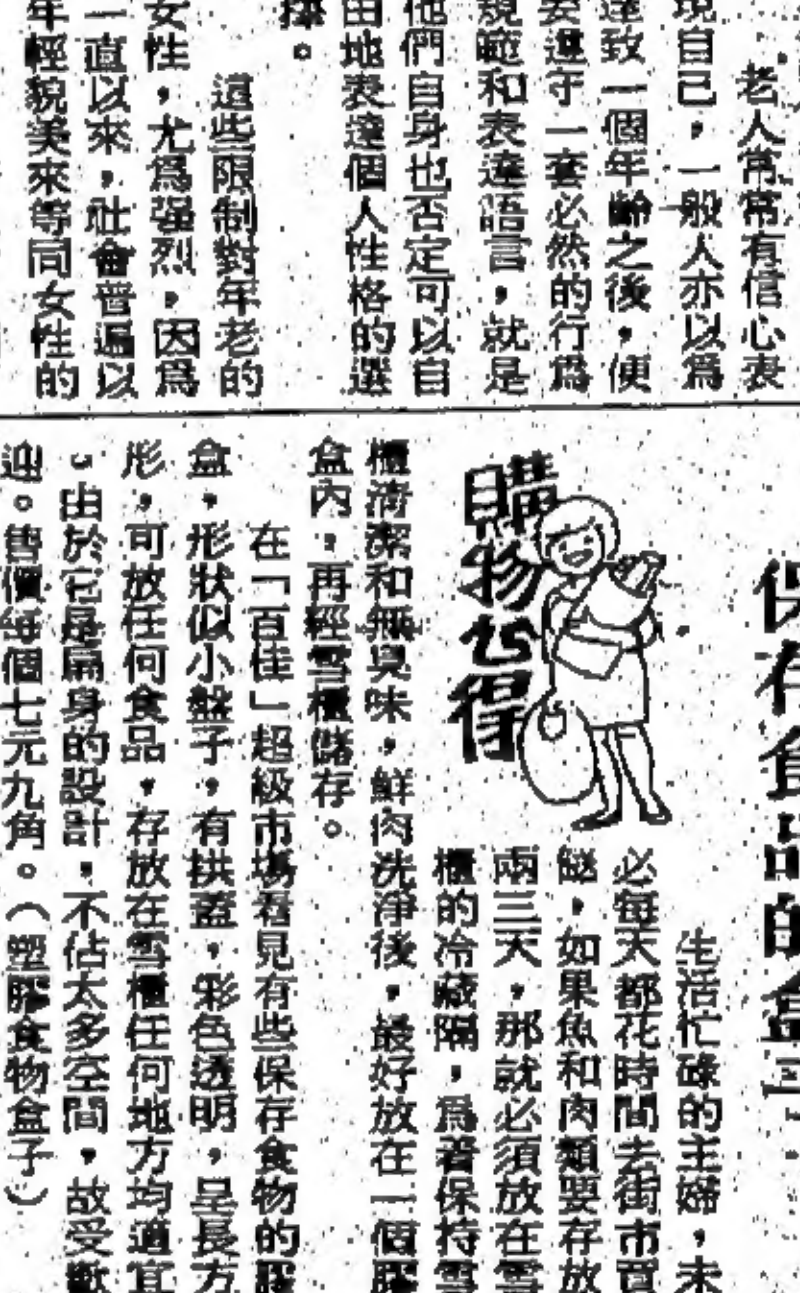 老人常常有信心表
現自己，一般人亦以爲
達致一個年齡之後，便
要遵守一套必然的行爲
規範和表達語言，就是
他們自身也否定可以自
由地表達個人性格的選
擇。
這些限制對年老的
女性，尤爲强烈，因爲
一直以來，社會普遍以
年輕貌美來等同女性的
保存食品的盒子
購物心得
生活忙碌的主婦，未
必每天都花時間去街市買
餸，如果魚和肉類要存放
兩三天，那就必須放在雪
櫃的冷藏隔，爲着保持雪
櫃清潔和無臭味，鮮肉洗淨後，最好放在一個膠
盒內，再經雪櫃儲存。
在「百佳」超級市場看見有些保存食物的膠
盒，形狀似小盤子，有拱蓋，彩色透明，呈長方
形，可放任何食品，存放在雪櫃任何地方均適宜
。由於它是扁身的設計，不佔太多空間，故受歡
迎。售價每個七元九角。（塑膠食物盒子）